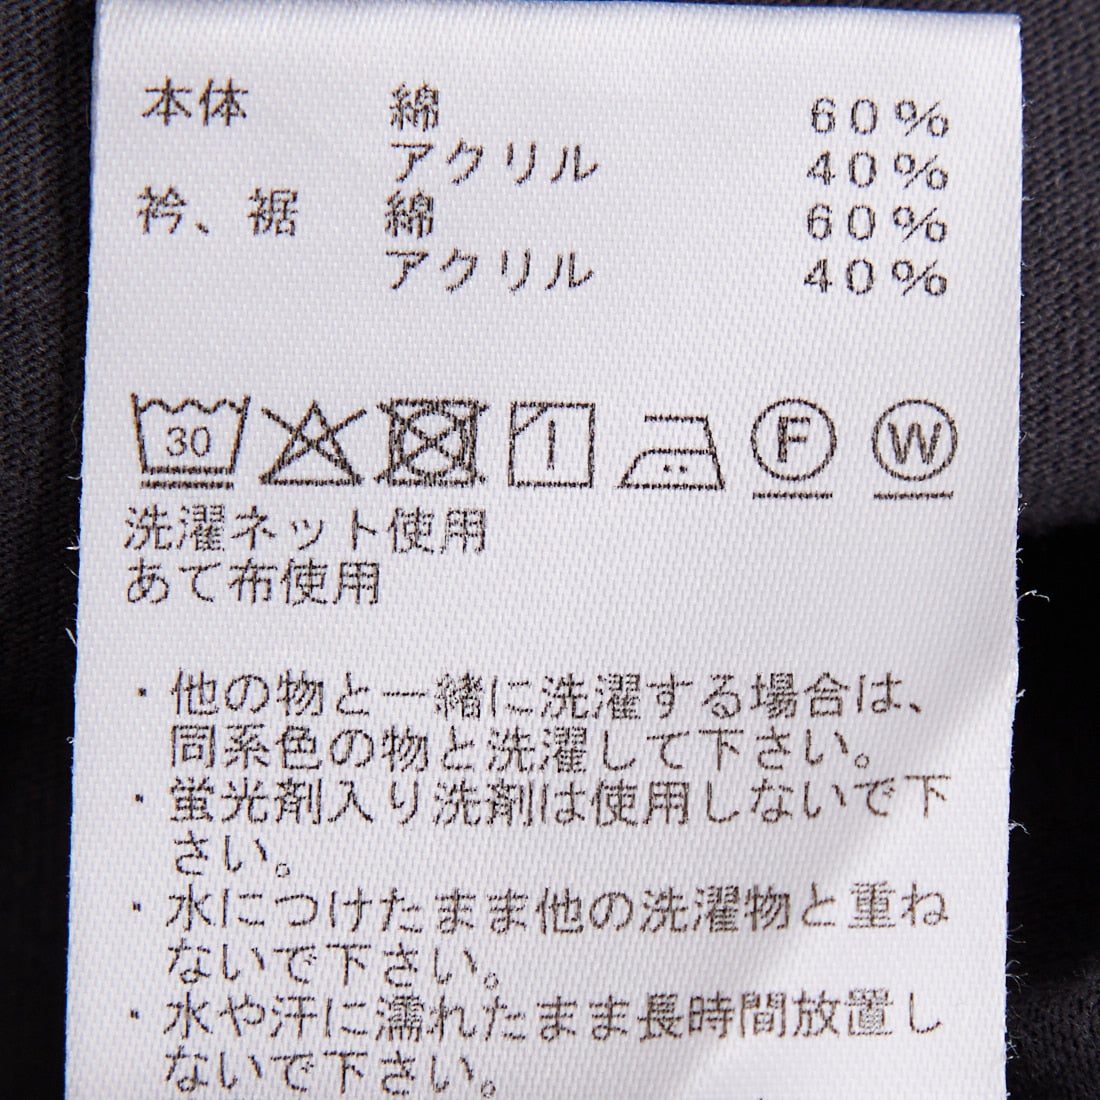 本体 綿 60%
アクリル 40%
衿、裾 綿 60%
アクリル 40%
30 F W
洗濯ネット使用
あて布使用
・他の物と一緒に洗濯する場合は、
同系色の物と洗濯して下さい。
・蛍光剤入り洗剤は使用しないで下
さい。
・水につけたまま他の洗濯物と重ね
ないで下さい。
・水や汗に濡れたまま長時間放置し
ないで下さい。